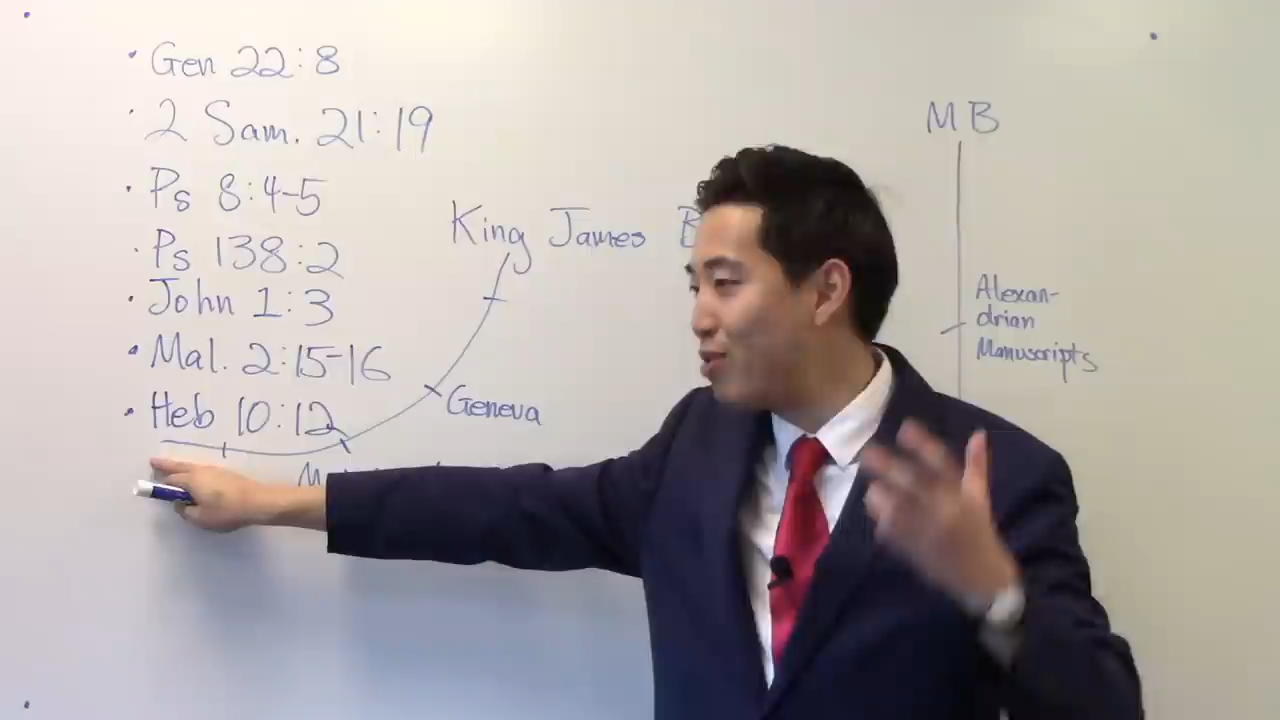 Gen 22:8
2 Sam. 21:19
Ps 8:4-5
Ps 138:2
John 1:3
Mal. 2:15-16
Heb 10:12
King James
Geneva
MB
Alexan-
drian
Manuscripts